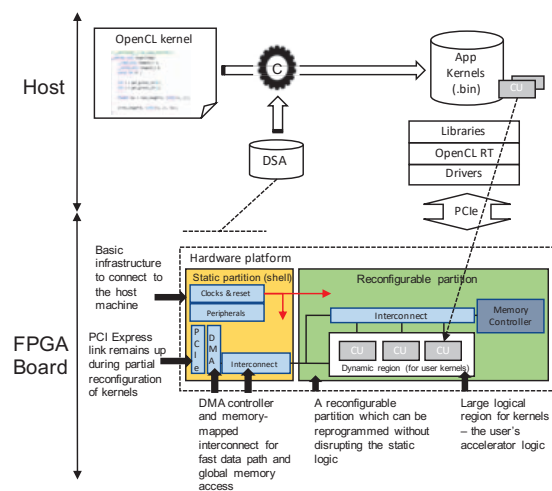 OpenCL kernel
Host
C
App
Kernels
(.bin)
CU
DSA
Libraries
OpenCL RT
Drivers
PCIe
FPGA
Board
Basic
infrastructure
to connect to
the host
machine
PCI Express
link remains up
during partial
reconfiguration
of kernels
Hardware platform
Static partition (shell)
Clocks & reset
Peripherals
PCIe
DMA
Interconnect
Reconfigurable partition
Interconnect
Memory
Controller
CU
CU
CU
Dynamic region (for user kernels)
DMA controller
and memory-
mapped
interconnect for
fast data path and
global memory
access
A reconfigurable
partition which can be
reprogrammed without
disrupting the static
logic
Large logical
region for kernels
– the user's
accelerator logic